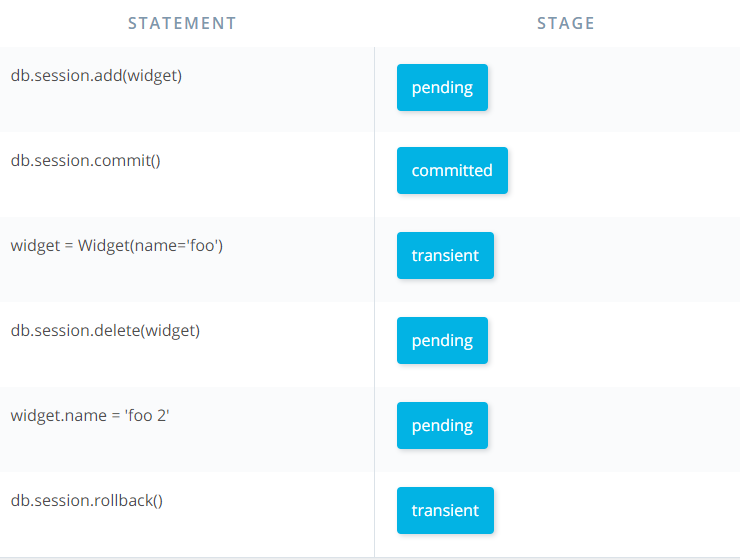 STATEMENT STAGE
db.session.add(widget) pending
db.session.commit() committed
widget = Widget(name='foo') transient
db.session.delete(widget) pending
widget.name = 'foo 2' pending
db.session.rollback() transient